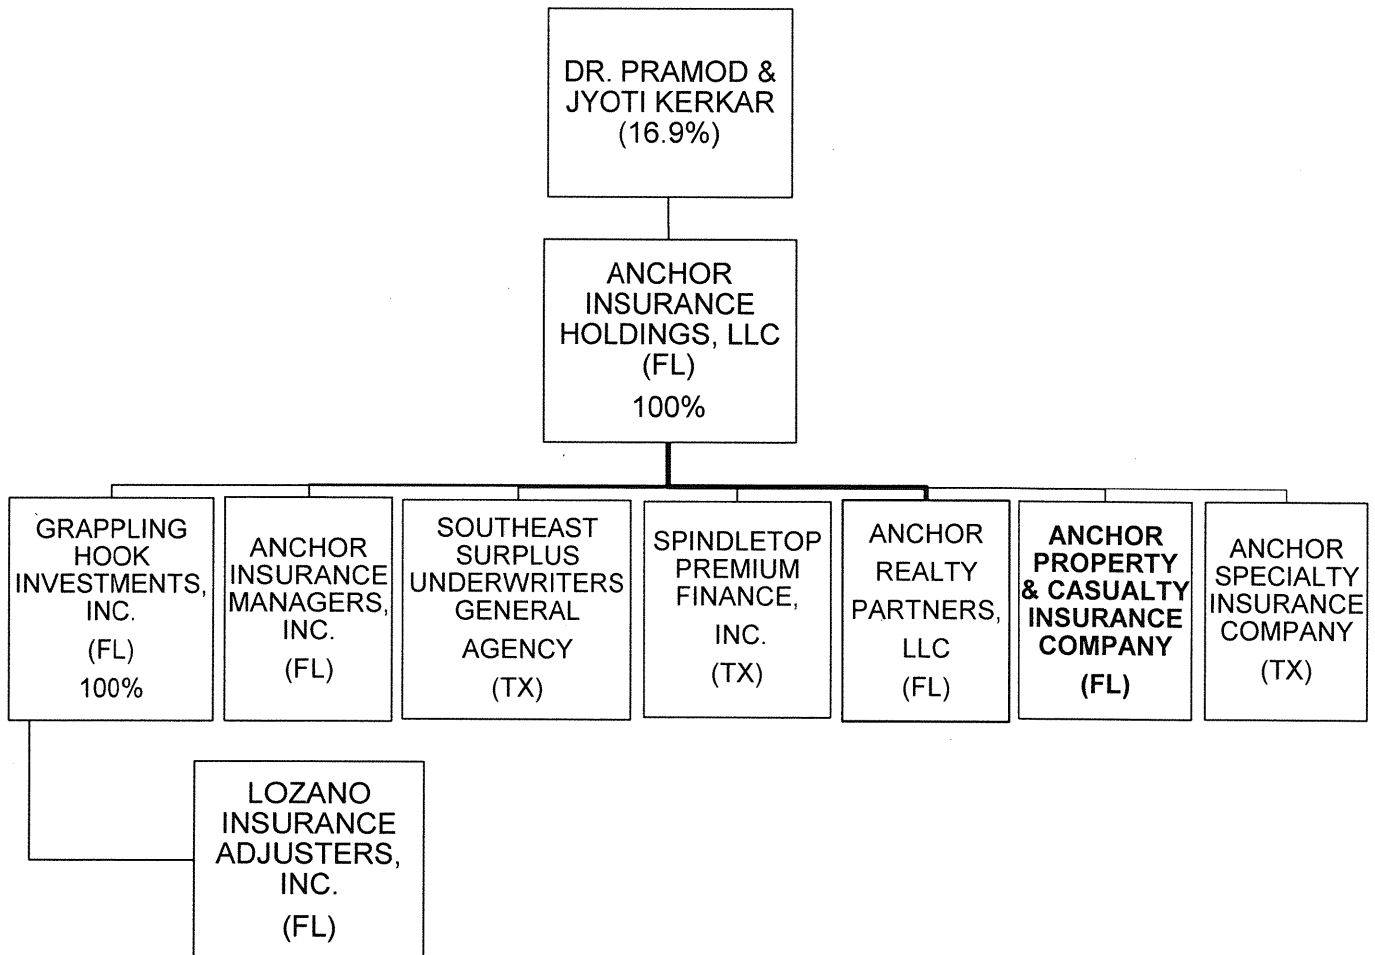 DR. PRAMOD &
JYOTI KERKAR
(16.9%)
ANCHOR
INSURANCE
HOLDINGS, LLC
(FL)
100%
GRAPPLING
HOOK
INVESTMENTS,
INC.
(FL)
100%
ANCHOR
INSURANCE
MANAGERS,
INC.
(FL)
SOUTHEAST
SURPLUS
UNDERWRITERS
GENERAL
AGENCY
(TX)
SPINDLETOP
PREMIUM
FINANCE,
INC.
(TX)
ANCHOR
REALTY
PARTNERS,
LLC
(FL)
ANCHOR
PROPERTY
& CASUALTY
INSURANCE
COMPANY
(FL)
ANCHOR
SPECIALTY
INSURANCE
COMPANY
(TX)
LOZANO
INSURANCE
ADJUSTERS,
INC.
(FL)